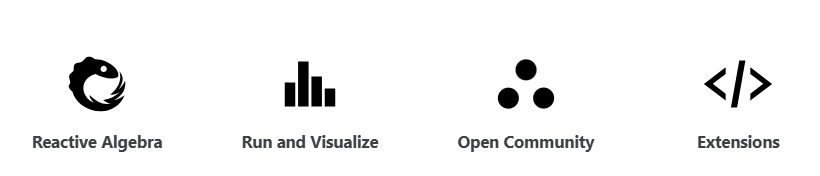 Reactive Algebra
Run and Visualize
Open Community
Extensions